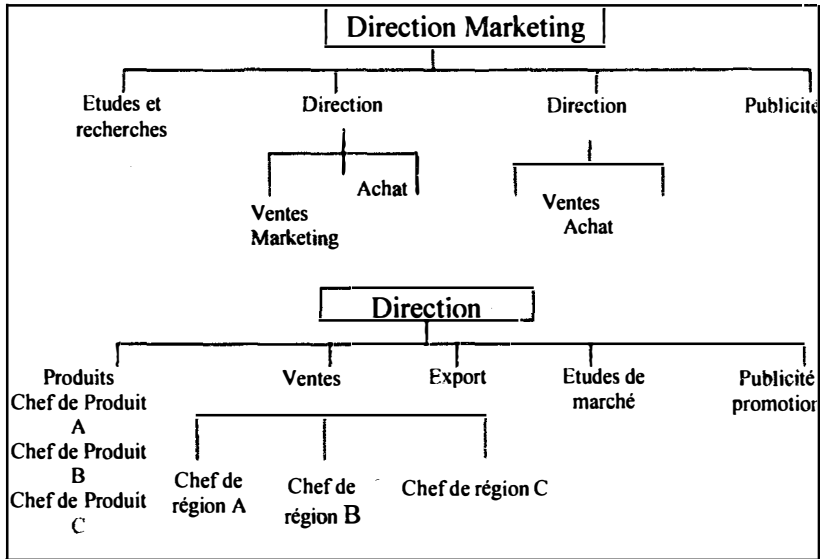 Direction Marketing
Etudes et recherches
Direction
Direction
Publicité
Achat
Ventes
Marketing
Ventes
Achat
Direction
Produits
Chef de Produit
A
Chef de Produit
B
Chef de Produit
C
Ventes
Export
Etudes de
marché
Publicité
promotion
Chef de
région A
Chef de
région B
Chef de région C